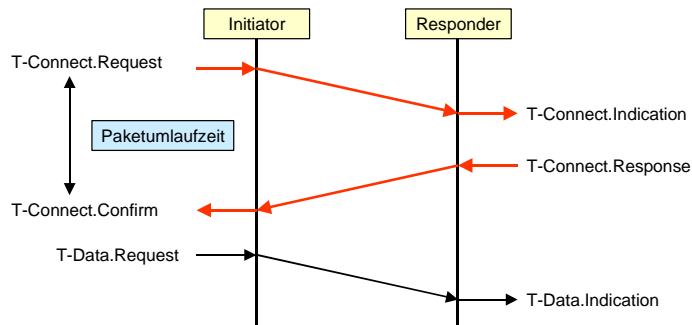 Initiator
Responder
T-Connect.Request
T-Connect.Indication
Paketumlaufzeit
T-Connect.Response
T-Connect.Confirm
T-Data.Request
T-Data.Indication